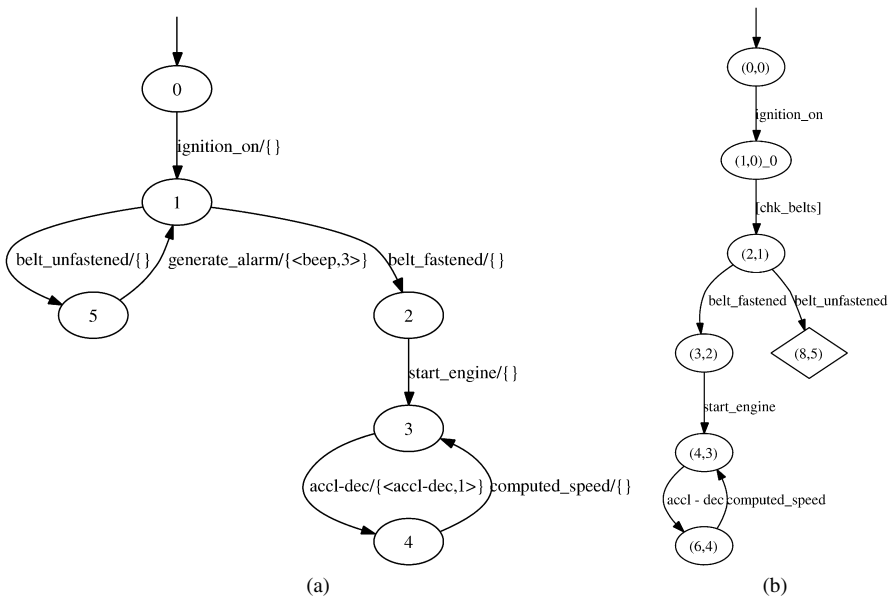 0
ignition_on/{}
1
belt_unfastened/{}
generate_alarm/{<beep,3>}
belt_fastened/{}
5
2
start_engine/{}
3
accl-dec/{<accl-dec,1>}
computed_speed/{}
4
(a)
(0,0)
ignition_on
(1,0)_0
[chk_belts]
(2,1)
belt_fastened
belt_unfastened
(3,2)
(8,5)
start_engine
(4,3)
accl - dec
computed_speed
(6,4)
(b)